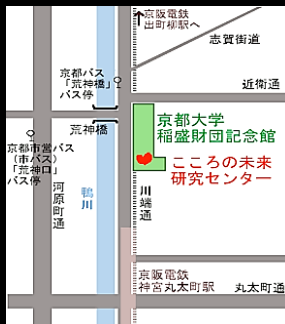 京阪電鉄
出町柳駅へ
志賀街道
京都バス
「荒神橋」
バス停
近衛通
京都大学
稲盛財団記念館
荒神橋
京都市営バス
(市バス)
「荒神口」
バス停
こころの未来
研究センター
河原町通
鴨川
川端通
京阪電鉄
神宮丸太町駅
丸太町通